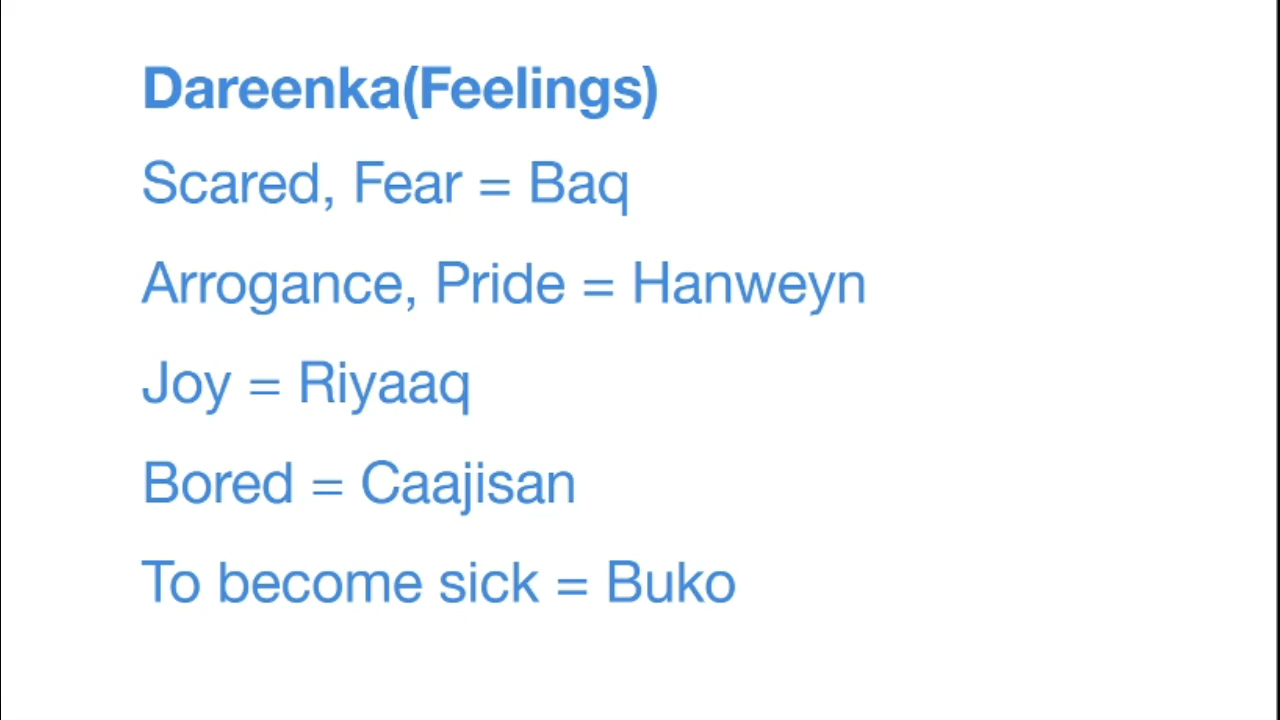 Dareenka(Feelings)
Scared, Fear = Baq
Arrogance, Pride = Hanweyn
Joy = Riyaaq
Bored = Caajisan
To become sick = Buko